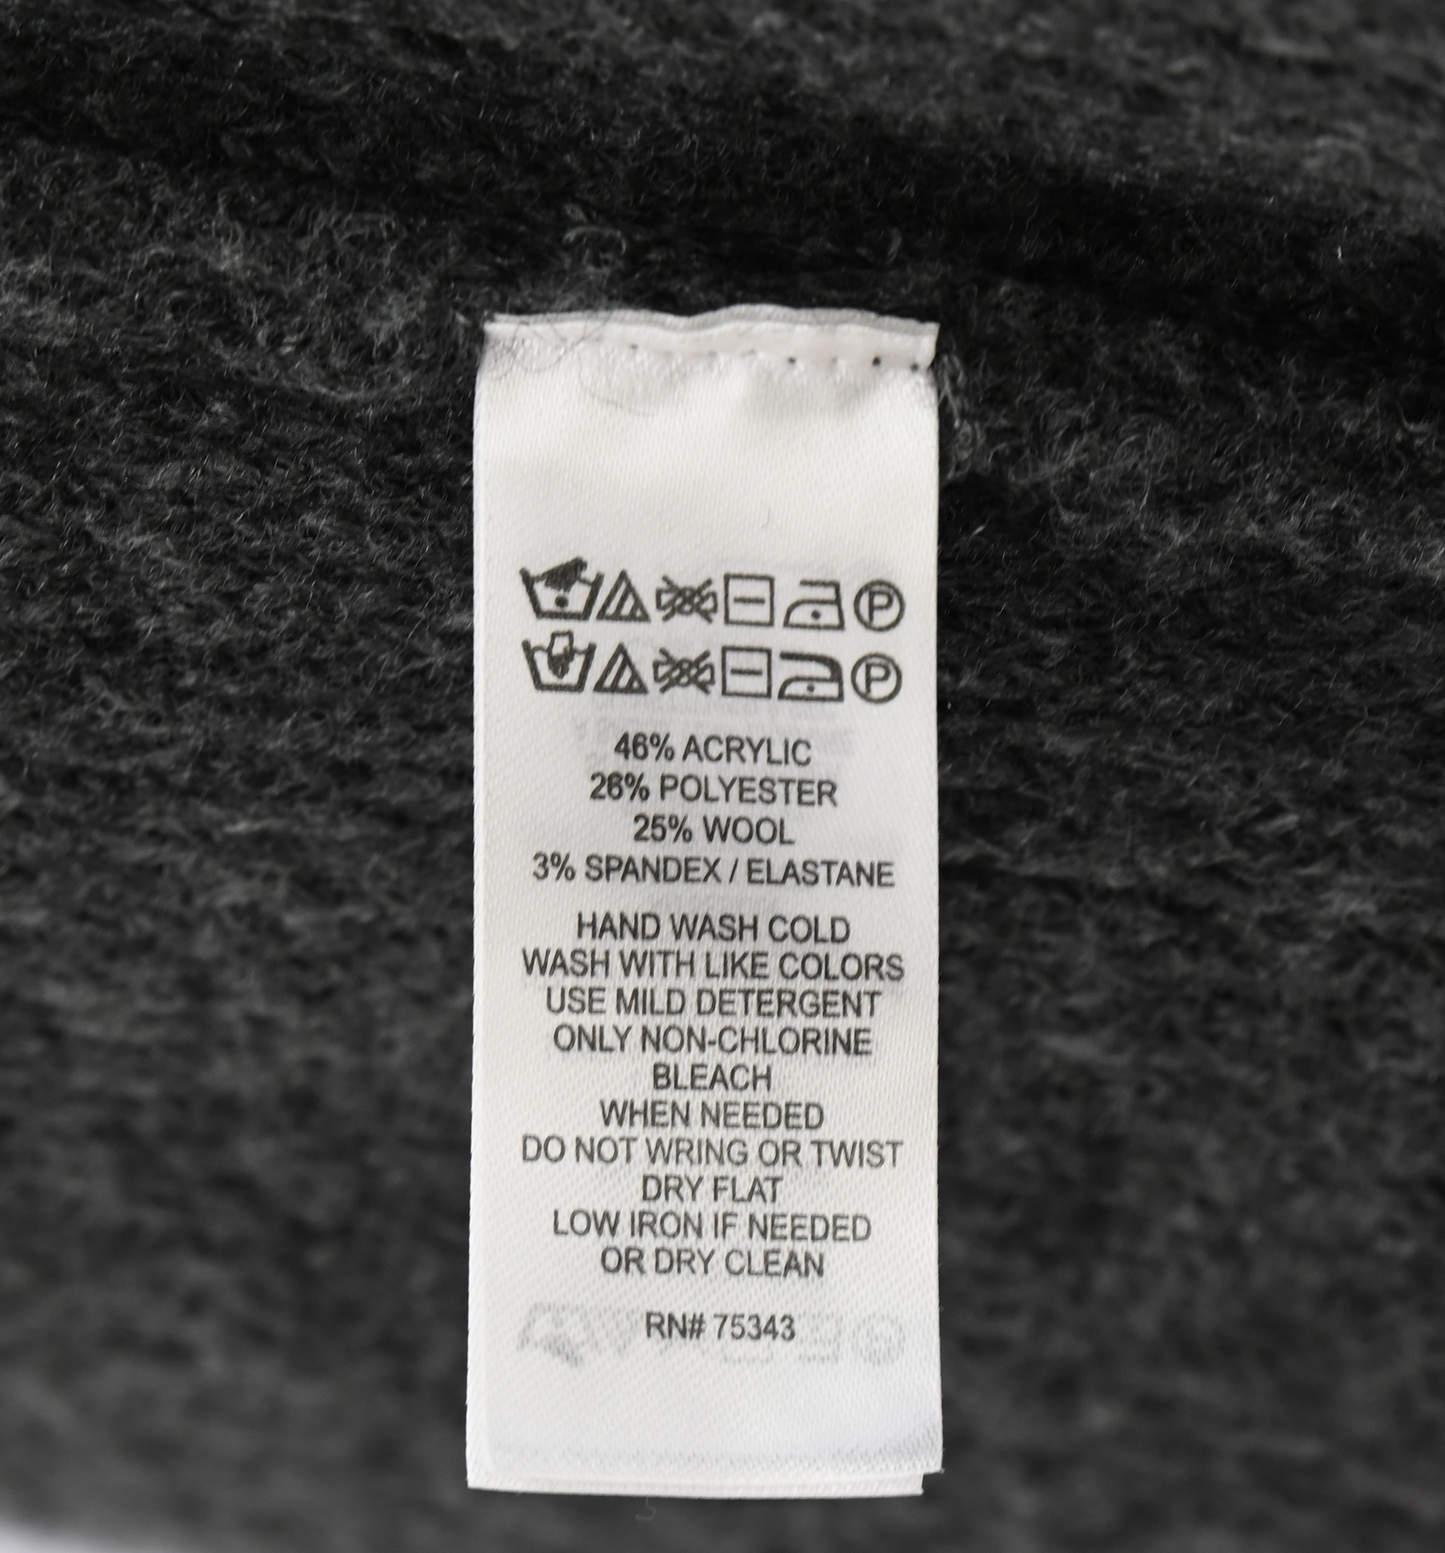 P
P
46% ACRYLIC
26% POLYESTER
25% WOOL
3% SPANDEX / ELASTANE
HAND WASH COLD
WASH WITH LIKE COLORS
USE MILD DETERGENT
ONLY NON-CHLORINE
BLEACH
WHEN NEEDED
DO NOT WRING OR TWIST
DRY FLAT
LOW IRON IF NEEDED
OR DRY CLEAN
RN# 75343